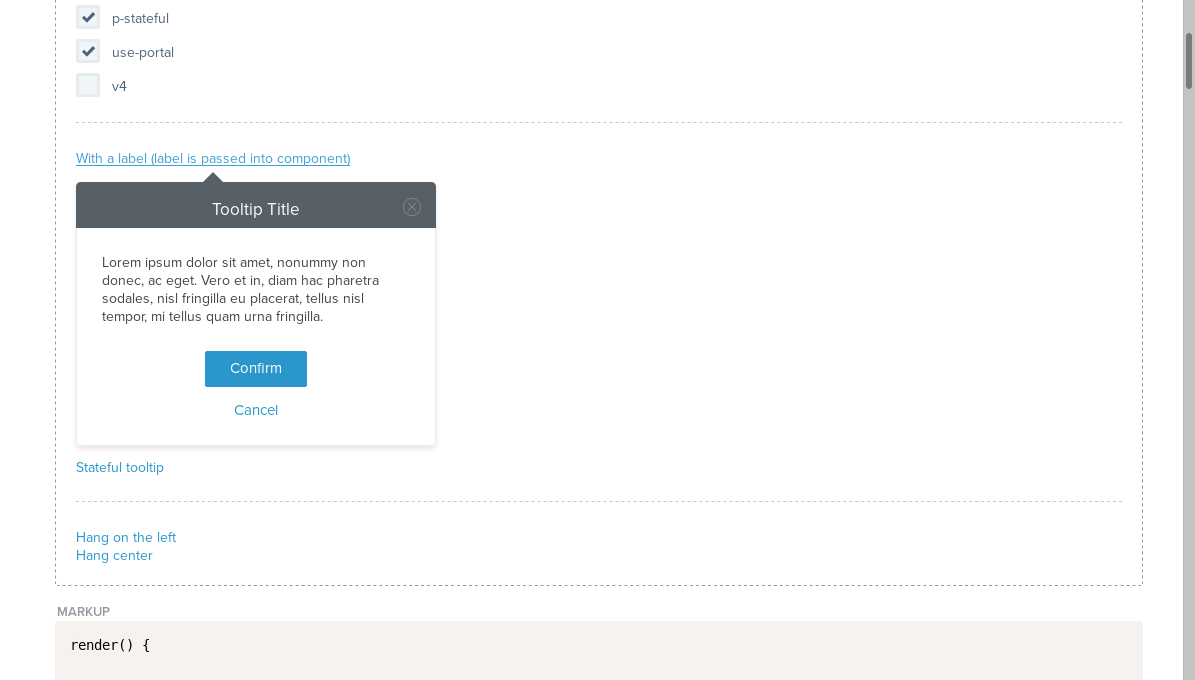 p-stateful
use-portal
v4
With a label (label is passed into component)
Tooltip Title
Lorem ipsum dolor sit amet, nonummy non
donec, ac eget. Vero et in, diam hac pharetra
sodales, nisl fringilla eu placerat, tellus nisl
tempor, mi tellus quam urna fringilla.
Confirm
Cancel
Stateful tooltip
Hang on the left
Hang center
MARKUP
render() {